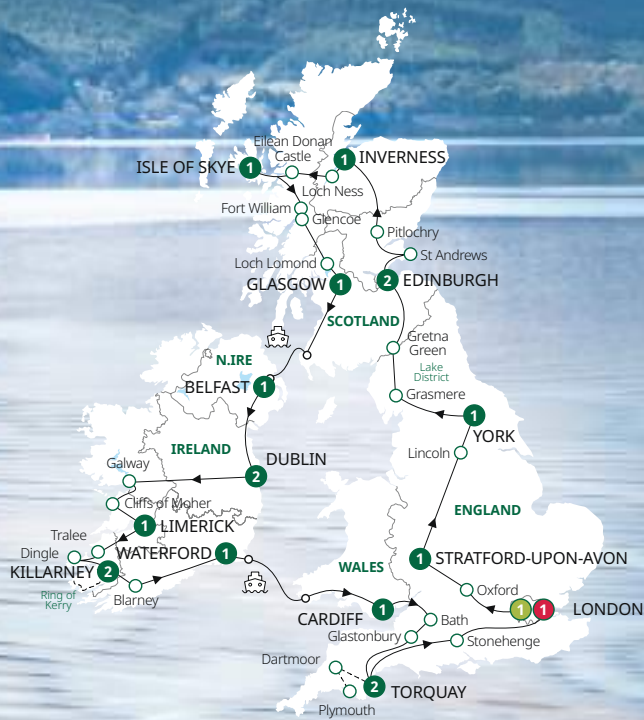 Eilean Donan
Castle
ISLE OF SKYE
1
1
INVERNESS
Loch Ness
Fort William
Glencoe
Pitlochry
St Andrews
Loch Lomond
GLASGOW
1
2
EDINBURGH
SCOTLAND
Gretna
Green
N.IRE
Lake
District
BELFAST
1
Grasmere
1
YORK
IRELAND
DUBLIN
2
Lincoln
Galway
Cliffs of Moher
1
LIMERICK
ENGLAND
Tralee
Dingle
WATERFORD
1
KILLARNEY
2
Ring of
Kerry
Blarney
WALES
1
STRATFORD-UPON-AVON
Oxford
CARDIFF
1
1
1
LONDON
Bath
Glastonbury
Stonehenge
Dartmoor
2
TORQUAY
Plymouth